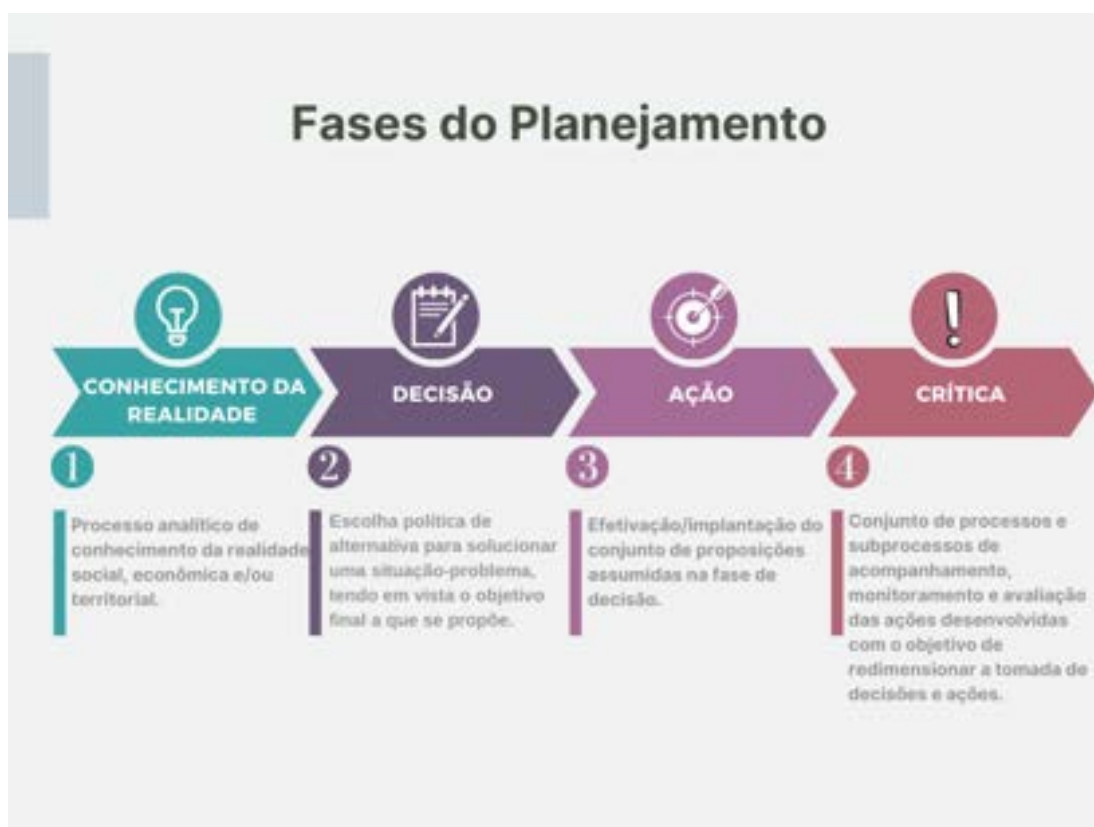 Fases do Planejamento
CONHECIMENTO DA
REALIDADE
DECISÃO
AÇÃO
CRÍTICA
1
Processo analítico de
conhecimento da realidade
social, econômica e/ou
territorial.
2
Escolha política de
alternativa para solucionar
uma situação-problema,
tendo em vista o objetivo
final a que se propõe.
3
Efetivação/implantação do
conjunto de proposições
assumidas na fase de
decisão.
4
Conjunto de processos e
subprocessos de
acompanhamento,
monitoramento e avaliação
das ações desenvolvidas
com o objetivo de
redimensionar a tomada de
decisões e ações.